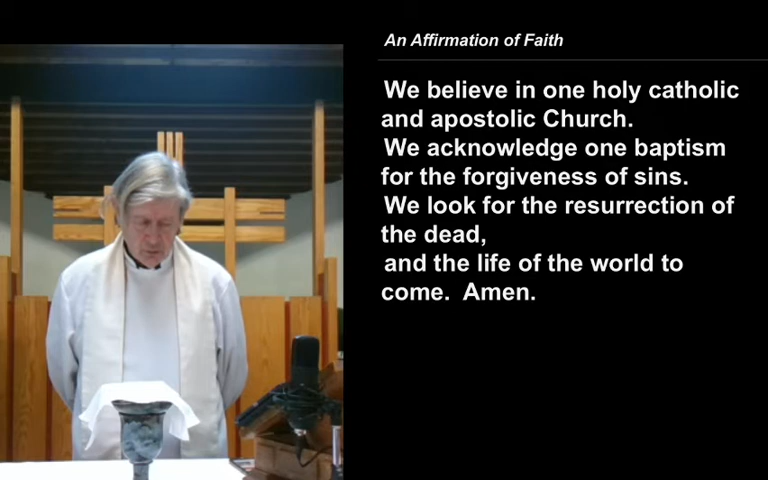 An Affirmation of Faith
We believe in one holy catholic
and apostolic Church.
We acknowledge one baptism
for the forgiveness of sins.
We look for the resurrection of
the dead,
and the life of the world to
come.  Amen.